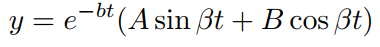 y = e^{-bt}(A sin βt + B cos βt)